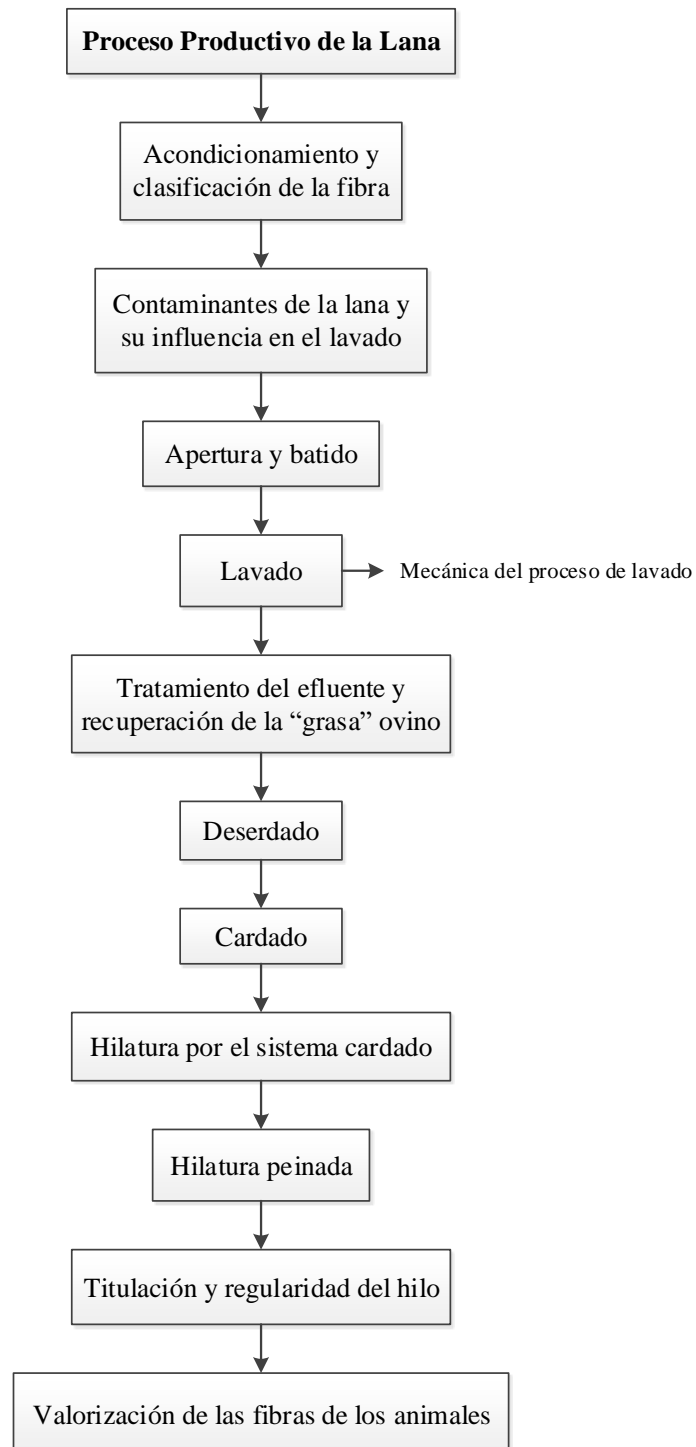 Proceso Productivo de la Lana
Acondicionamiento y
clasificación de la fibra
Contaminantes de la lana y
su influencia en el lavado
Apertura y batido
Lavado
Mecánica del proceso de lavado
Tratamiento del efluente y
recuperación de la “grasa” ovino
Deserdado
Cardado
Hilatura por el sistema cardado
Hilatura peinada
Titulación y regularidad del hilo
Valorización de las fibras de los animales